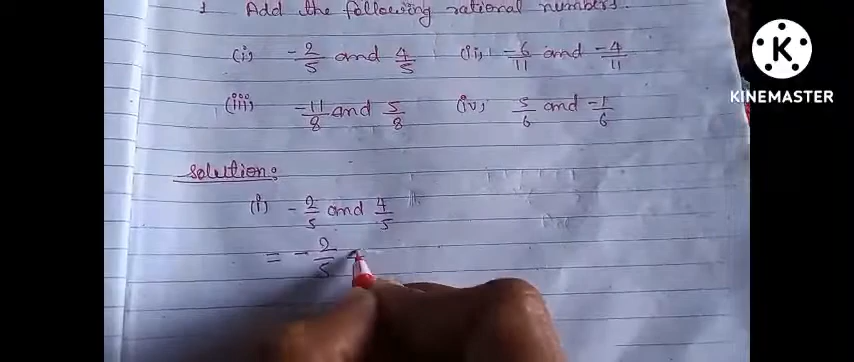 1 Add the following rational numbers.
(i) -2/5 and 4/5 (ii) -6/11 and -4/11
(iii) -11/8 and 5/8 (iv) 5/6 and -1/6
Solution:
(i) -2/5 and 4/5
= -2/5 +
K
KINEMASTER